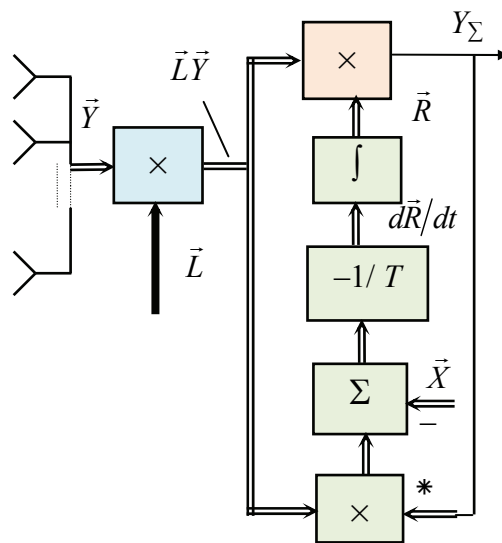 Y_Σ
L⃗Y⃗
×
Y⃗
R⃗
×
∫
dR⃗/dt
L⃗
−1/ T
Σ
X⃗
−
*
×